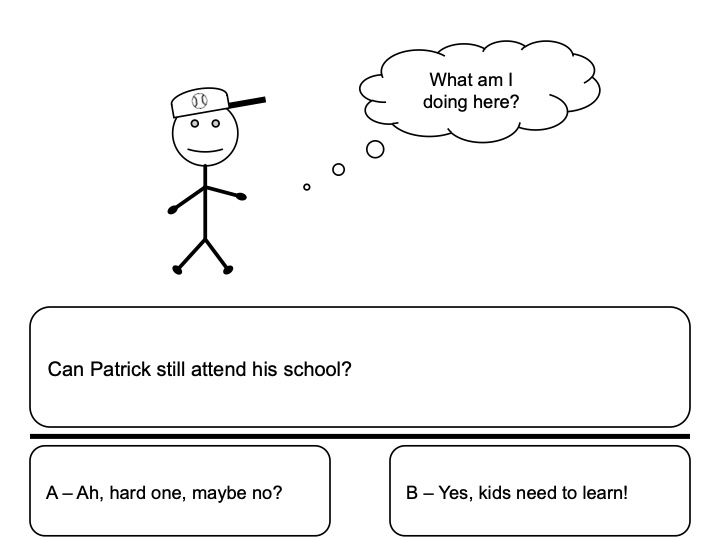 What am I
doing here?
Can Patrick still attend his school?
A – Ah, hard one, maybe no?
B – Yes, kids need to learn!